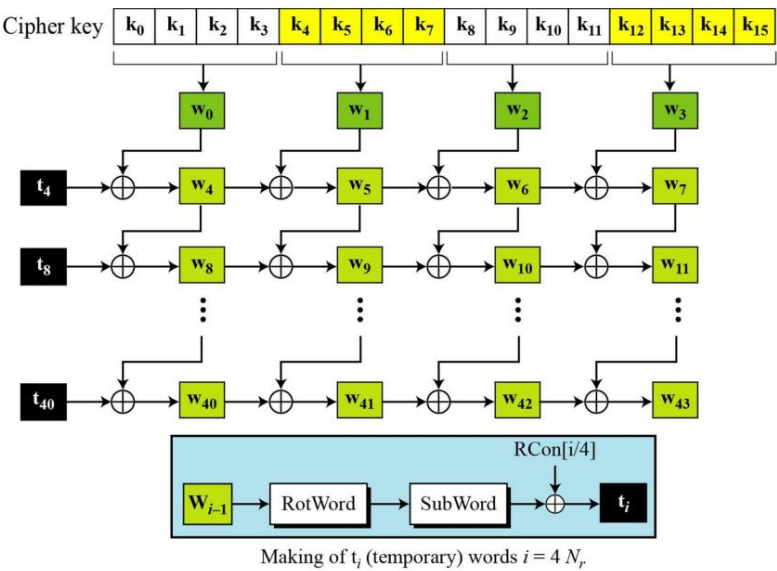 Cipher key k0 k1 k2 k3 k4 k5 k6 k7 k8 k9 k10 k11 k12 k13 k14 k15
w0 w1 w2 w3
t4 w4 w5 w6 w7
t8 w8 w9 w10 w11
t40 w40 w41 w42 w43
RCon[i/4]
Wi–1 RotWord SubWord ti
Making of ti (temporary) words i = 4 Nr.